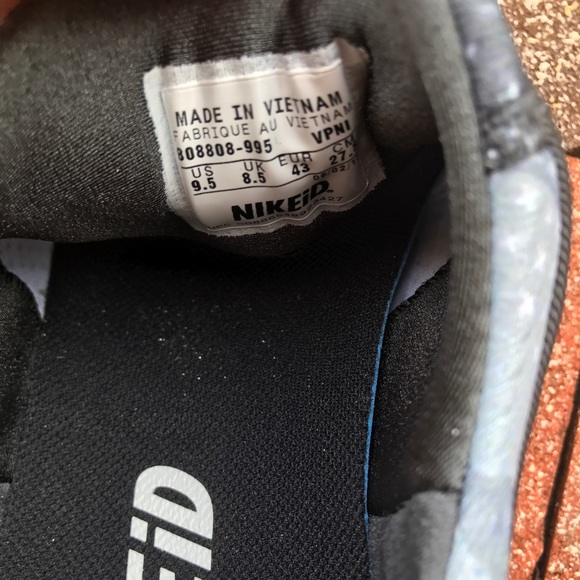 MADE IN VIETNAM
FABRIQUE AU VIETNAM
808808-995 VPNI
US UK EUR CM
9.5 8.5 43 27.5
NIKEiD™
EiD